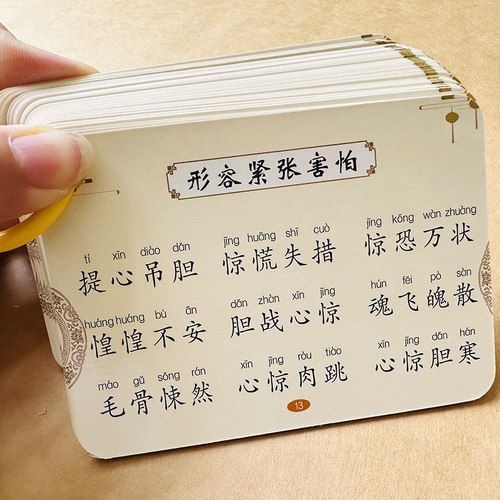 形容紧张害怕
tí xīn diào dǎn jīng huāng shī cuò jīng kǒng wàn zhuàng
提心吊胆 惊慌失措 惊恐万状
huáng huáng bù ān dǎn zhàn xīn jīng hún fēi pò sàn
惶惶不安 胆战心惊 魂飞魄散
máo gǔ sǒng rán xīn jīng ròu tiào xīn jīng dǎn hán
毛骨悚然 心惊肉跳 心惊胆寒
13